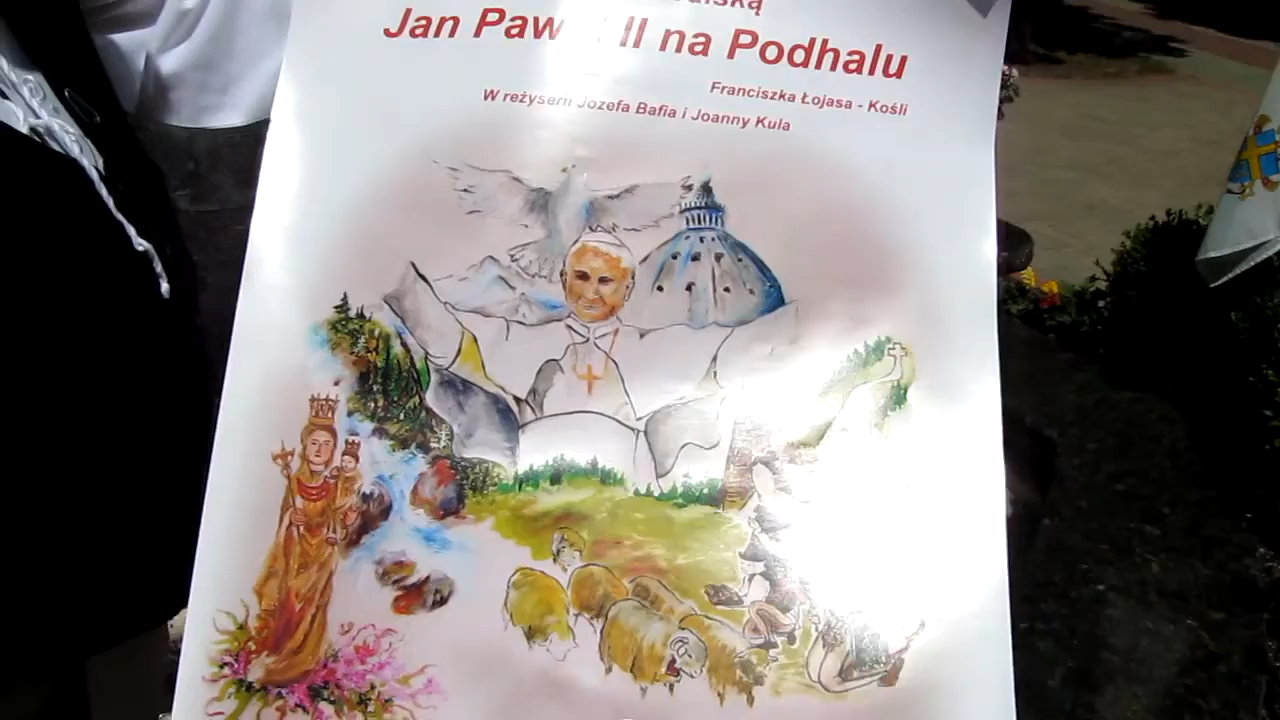 Jan Paw II na Podhalu
Franciszka Łojasa - Kośli
W reżyserii Józefa Bafia i Joanny Kula